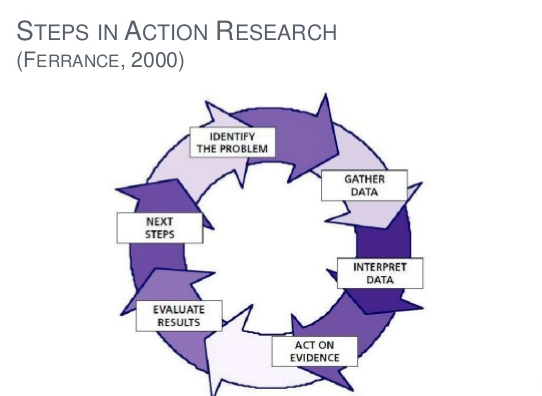 STEPS IN ACTION RESEARCH
(FERRANCE, 2000)
IDENTIFY
THE PROBLEM
GATHER
DATA
INTERPRET
DATA
ACT ON
EVIDENCE
EVALUATE
RESULTS
NEXT
STEPS